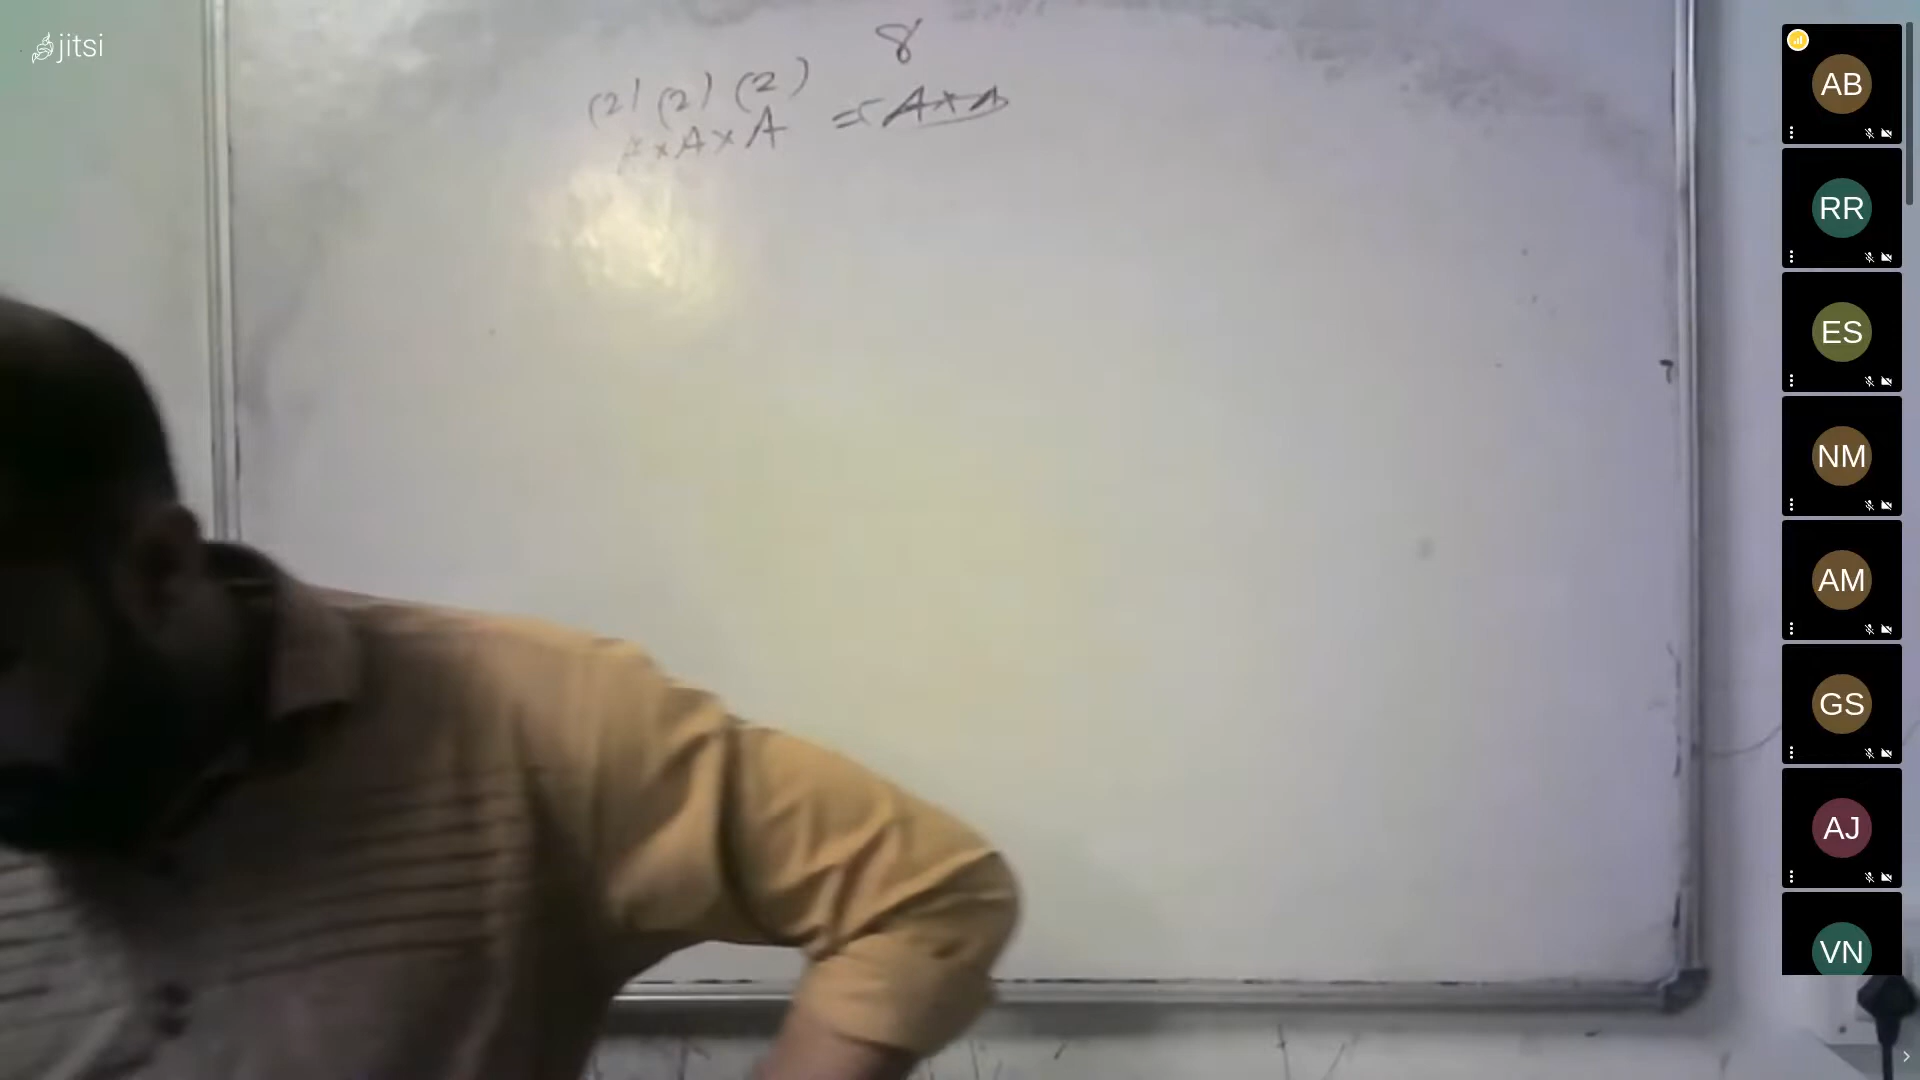 jitsi
8
(2) (2) (2)
A×A×A = (A×A
AB
RR
ES
NM
AM
GS
AJ
VN